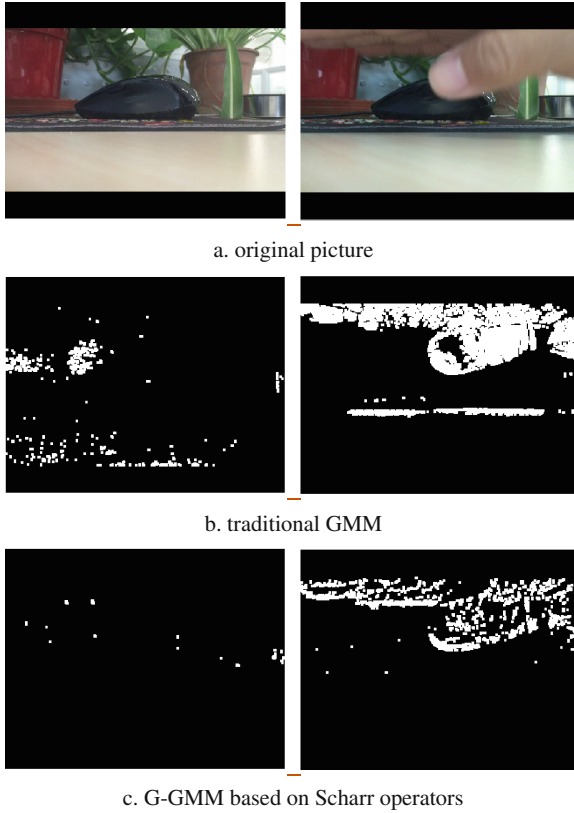 a. original picture
b. traditional GMM
c. G-GMM based on Scharr operators